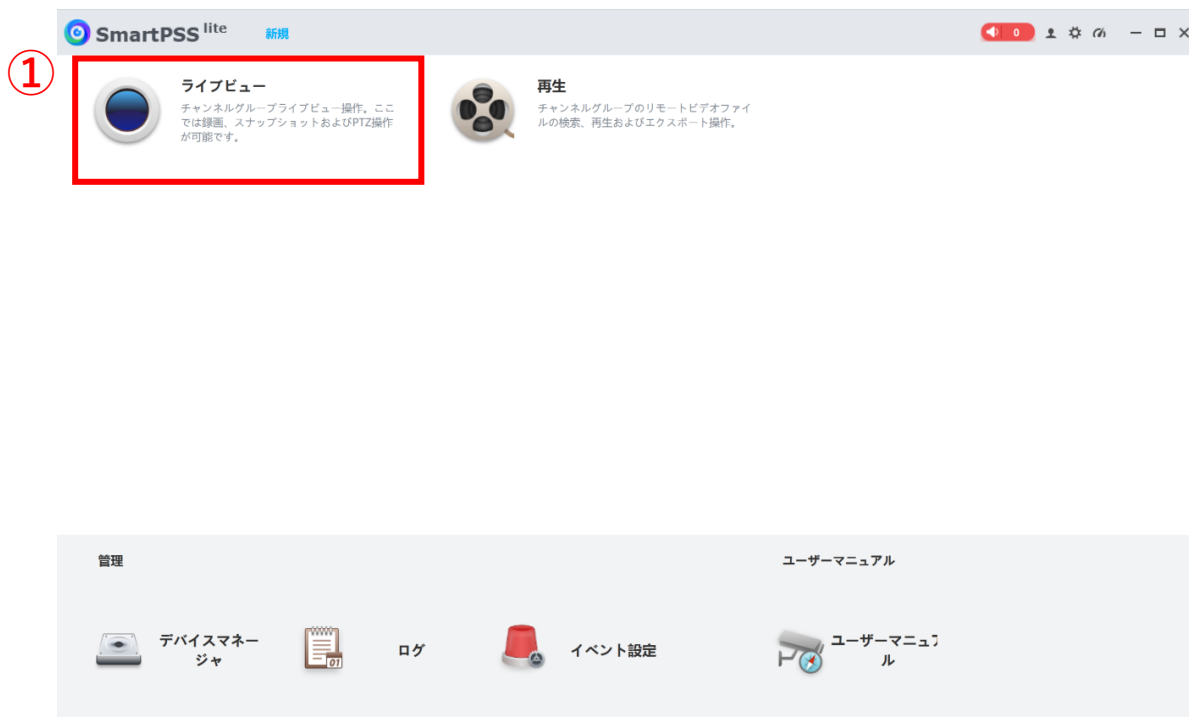 SmartPSS lite 新規 0
①
ライブビュー
チャンネルグループライブビュー操作。ここ
では録画、スナップショットおよびPTZ操作
が可能です。
再生
チャンネルグループのリモートビデオファイ
ルの検索、再生およびエクスポート操作。
管理
ユーザーマニュアル
デバイスマネー
ジャ
01
ログ
イベント設定
ユーザーマニュア
ル